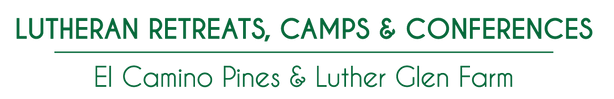 LUTHERAN RETREATS, CAMPS & CONFERENCES
El Camino Pines & Luther Glen Farm